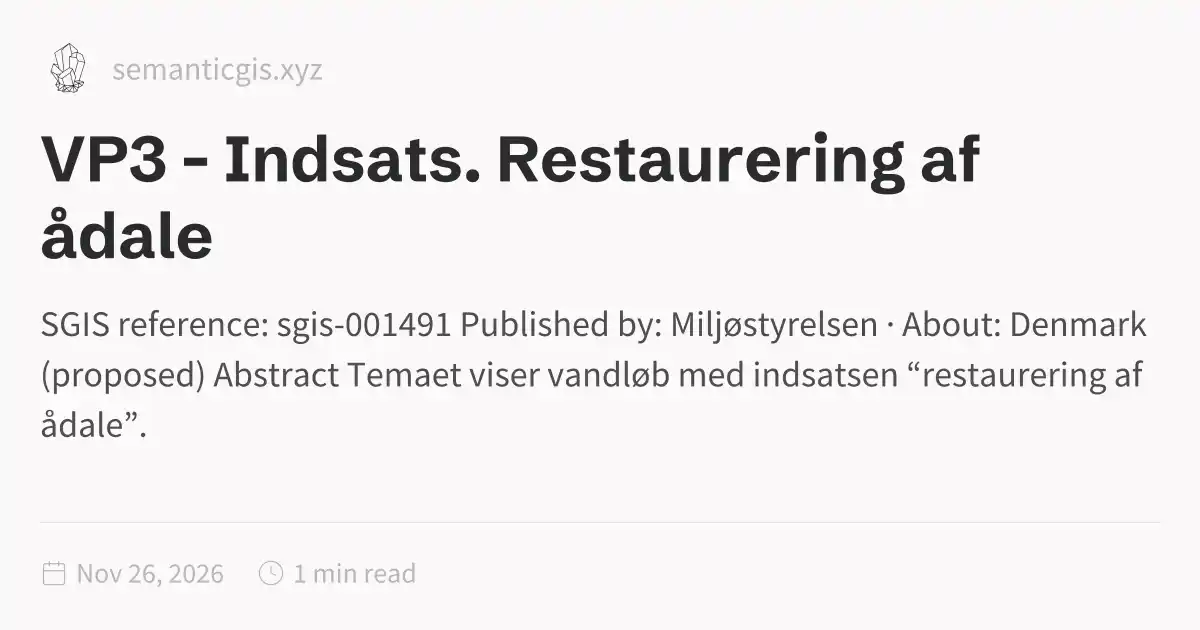 semanticgis.xyz
VP3 - Indsats. Restaurering af
ådale
SGIS reference: sgis-001491 Published by: Miljøstyrelsen · About: Denmark
(proposed) Abstract Temaet viser vandløb med indsatsen “restaurering af
ådale”.
Nov 26, 2026 1 min read